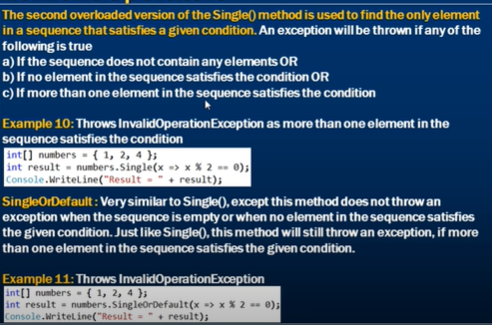 The second overloaded version of the Single() method is used to find the only element
in a sequence that satisfies a given condition. An exception will be thrown if any of the
following is true
a) If the sequence does not contain any elements OR
b) If no element in the sequence satisfies the condition OR
c) If more than one element in the sequence satisfies the condition
Example 10: Throws InvalidOperationException as more than one element in the
sequence satisfies the condition
int[] numbers = { 1, 2, 4 };
int result = numbers.Single(x => x % 2 == 0);
Console.WriteLine("Result = " + result);
SingleOrDefault : Very similar to Single(), except this method does not throw an
exception when the sequence is empty or when no element in the sequence satisfies
the given condition. Just like Single(), this method will still throw an exception, if more
than one element in the sequence satisfies the given condition.
Example 11: Throws InvalidOperationException
int[] numbers = { 1, 2, 4 };
int result = numbers.SingleOrDefault(x => x % 2 == 0);
Console.WriteLine("Result = " + result);